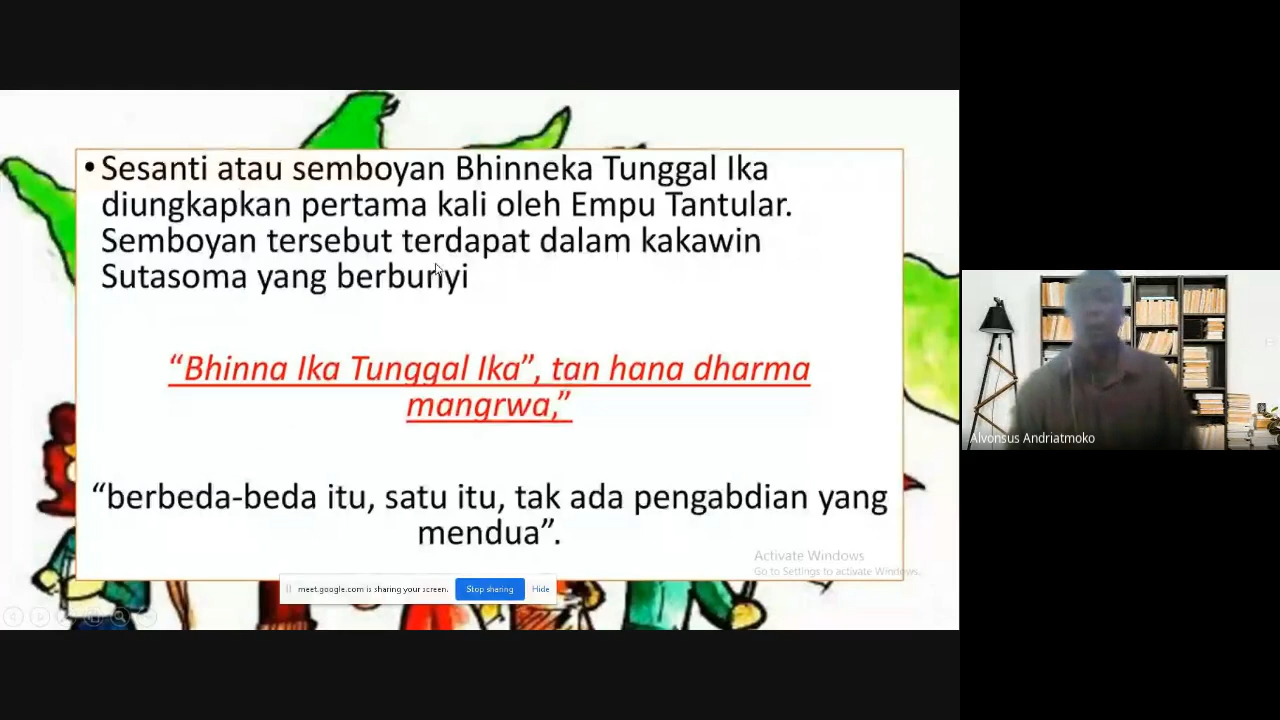 • Sesanti atau semboyan Bhinneka Tunggal Ika
diungkapkan pertama kali oleh Empu Tantular.
Semboyan tersebut terdapat dalam kakawin
Sutasoma yang berbunyi
“Bhinna Ika Tunggal Ika”, tan hana dharma
mangrwa,”
“berbeda-beda itu, satu itu, tak ada pengabdian yang
mendua”.
Activate Windows
Go to Settings to activate Windows.
meet.google.com is sharing your screen.
Stop sharing
Hide
Alvonsus Andriatmoko